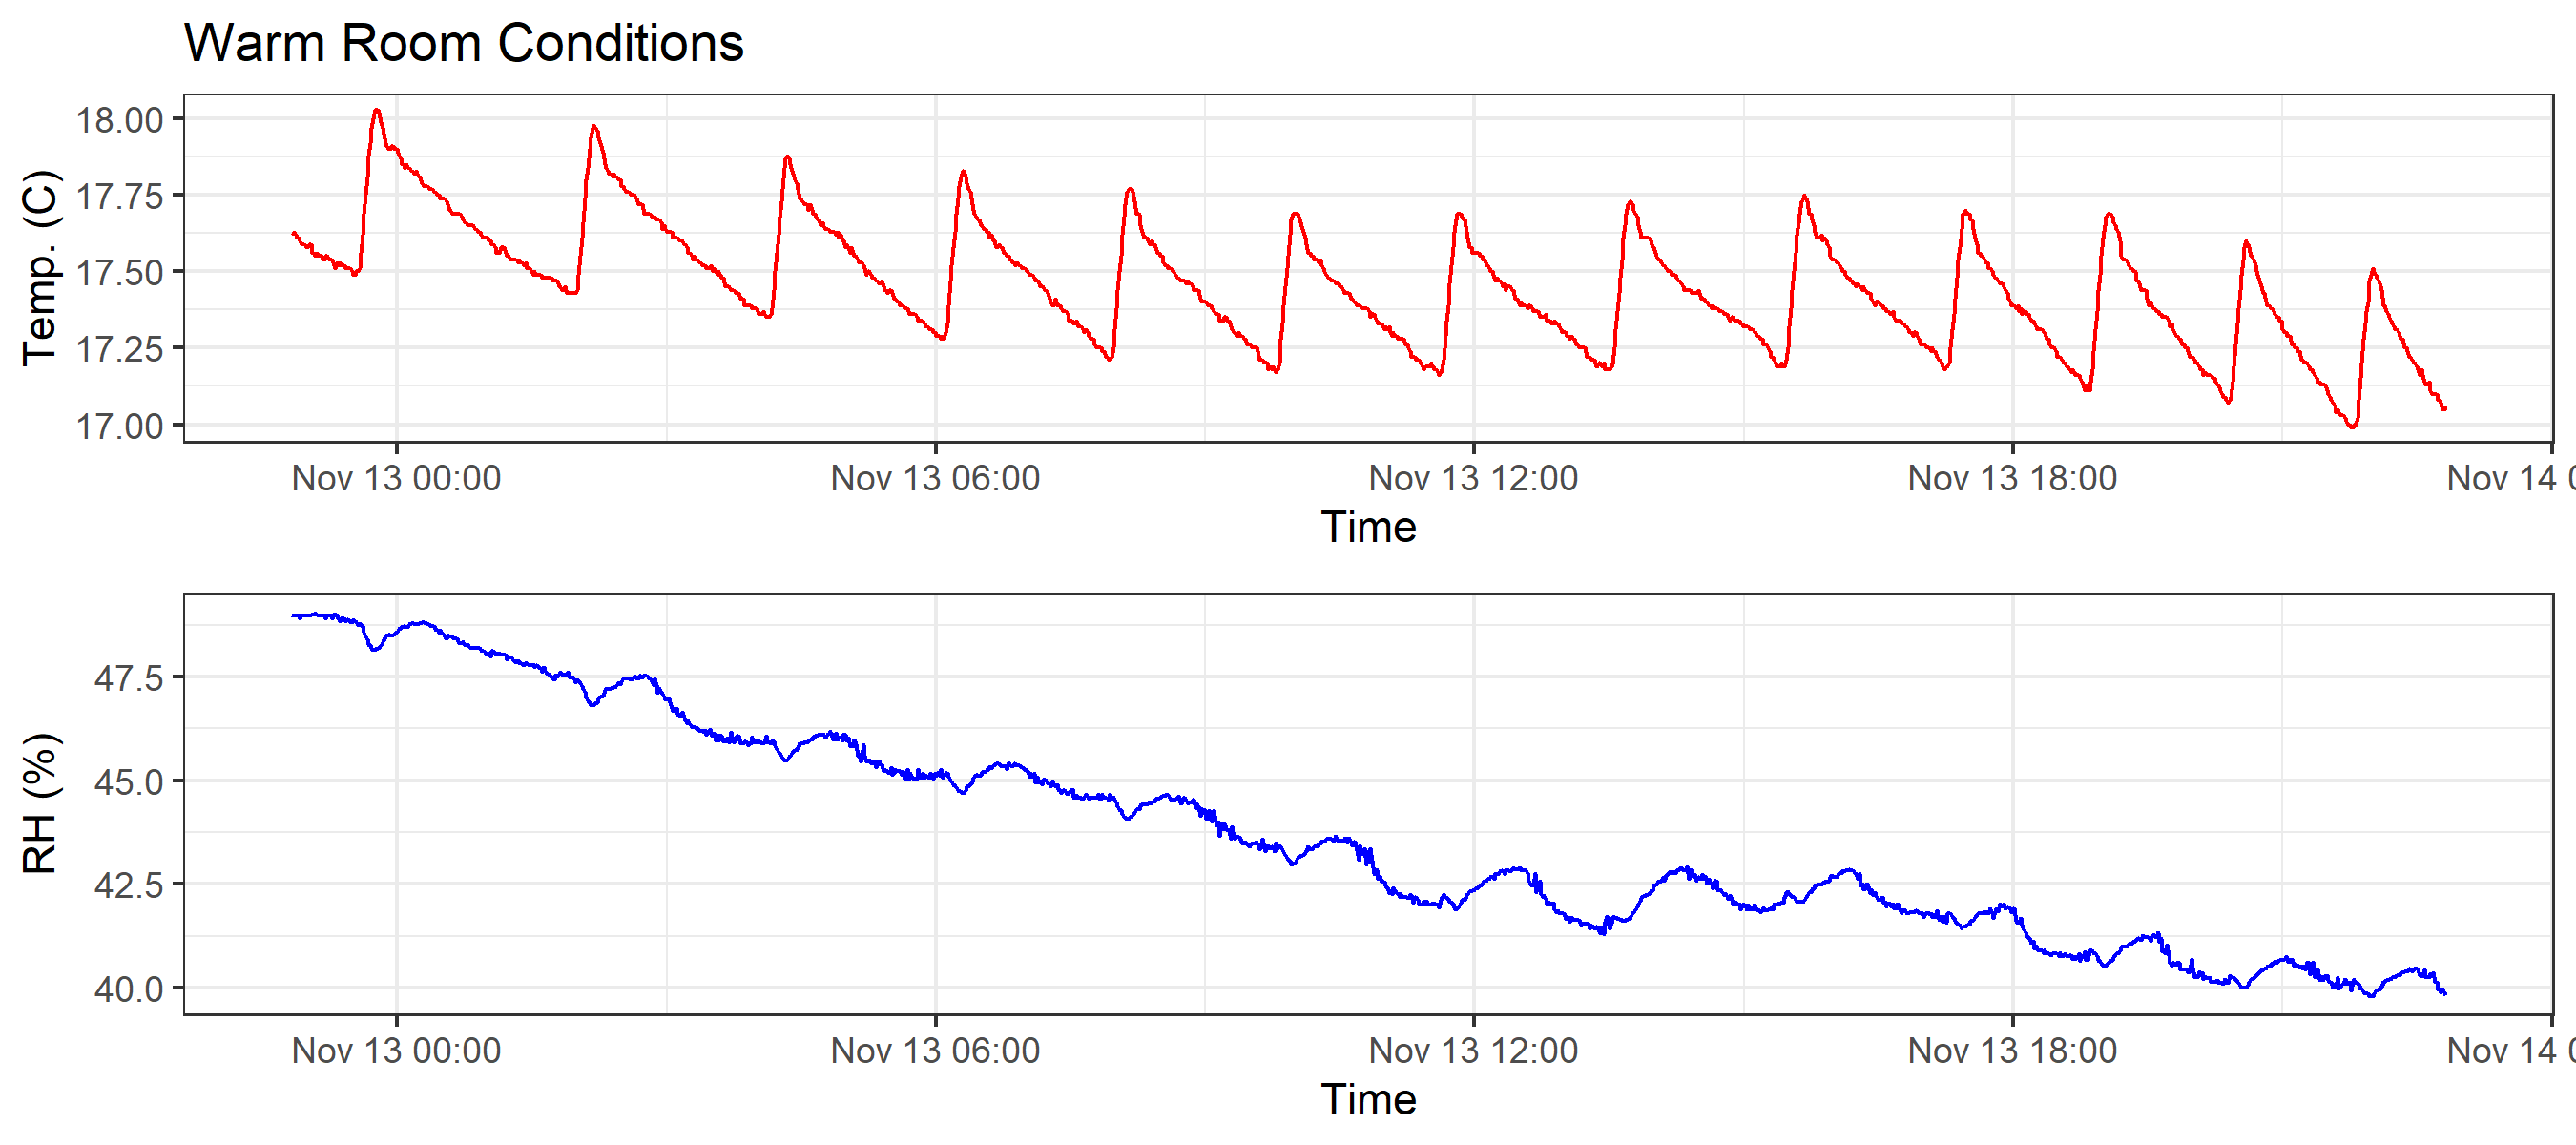 Warm Room Conditions
Temp. (C)
18.00
17.75
17.50
17.25
17.00
Nov 13 00:00 Nov 13 06:00 Nov 13 12:00 Nov 13 18:00 Nov 14 0
Time
RH (%)
47.5
45.0
42.5
40.0
Nov 13 00:00 Nov 13 06:00 Nov 13 12:00 Nov 13 18:00 Nov 14 0
Time